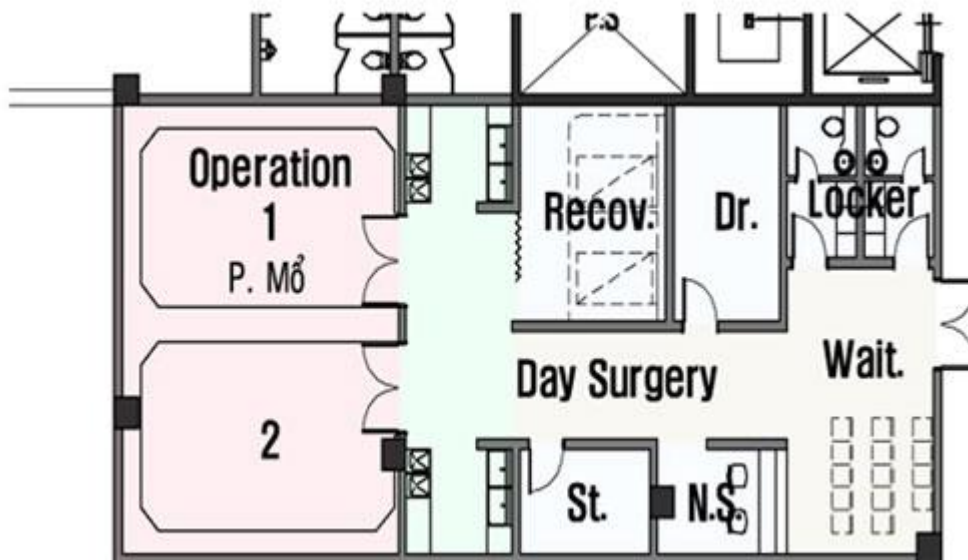 P.S
Operation
1
P. Mổ
Recov.
Dr.
Locker
Day Surgery
Wait.
2
St.
N.S.